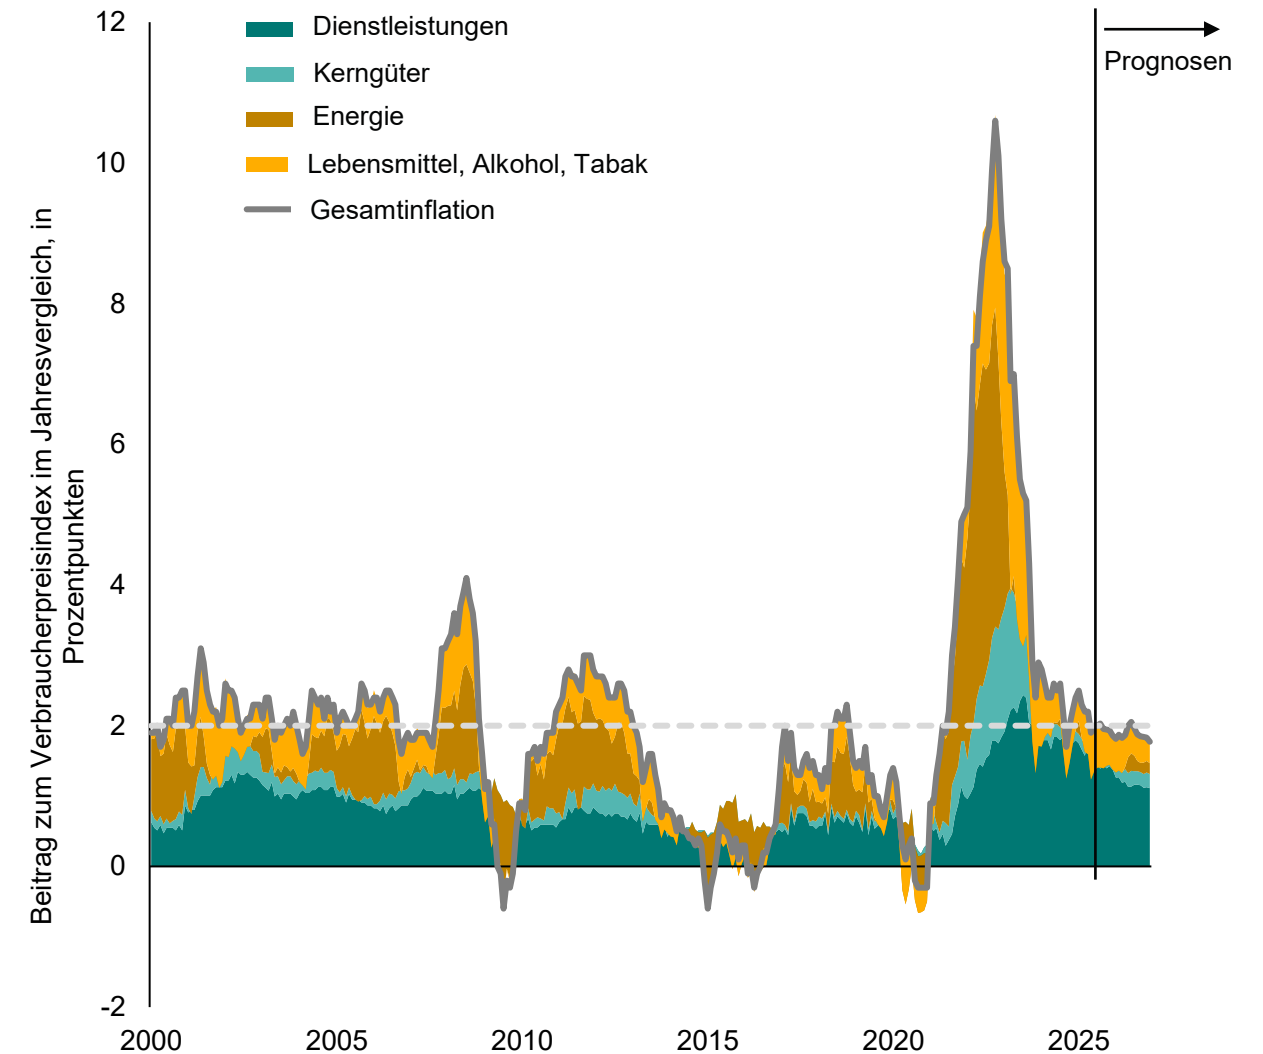 12
Dienstleistungen
Prognosen
Kerngüter
Energie
10
Lebensmittel, Alkohol, Tabak
Gesamtinflation
8
6
4
2
0
-2
Beitrag zum Verbraucherpreisindex im Jahresvergleich, in
Prozentpunkten
2000 2005 2010 2015 2020 2025